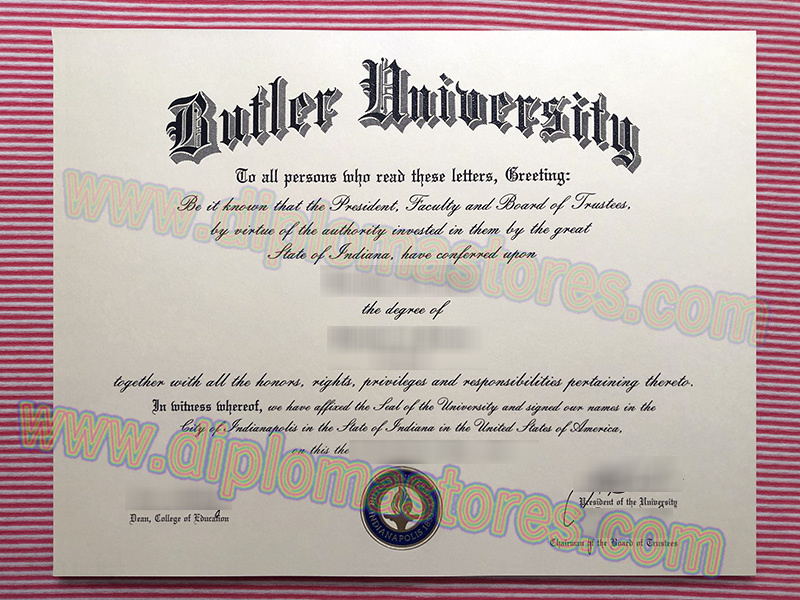 Butler University
To all persons who read these letters, Greeting:
Be it known that the President, Faculty and Board of Trustees,
by virtue of the authority invested in them by the great
State of Indiana, have conferred upon
the degree of
together with all the honors, rights, privileges and responsibilities pertaining thereto.
In witness whereof, we have affixed the Seal of the University and signed our names in the
City of Indianapolis in the State of Indiana in the United States of America,
on this the
Dean, College of Education
INDIANAPOLIS
President of the University
Chairman of the Board of Trustees
www.diplomastores.com
www.diplomastores.com